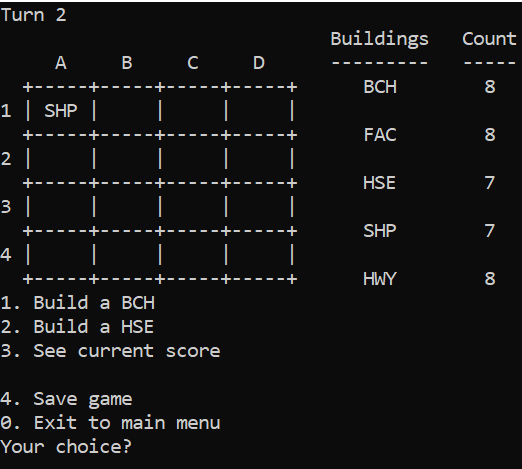 Turn 2
                                 Buildings   Count
     A     B     C     D         ---------   -----
  +-----+-----+-----+-----+         BCH        8
1 | SHP |     |     |     |
  +-----+-----+-----+-----+         FAC        8
2 |     |     |     |     |
  +-----+-----+-----+-----+         HSE        7
3 |     |     |     |     |
  +-----+-----+-----+-----+         SHP        7
4 |     |     |     |     |
  +-----+-----+-----+-----+         HWY        8
1. Build a BCH
2. Build a HSE
3. See current score

4. Save game
0. Exit to main menu
Your choice?